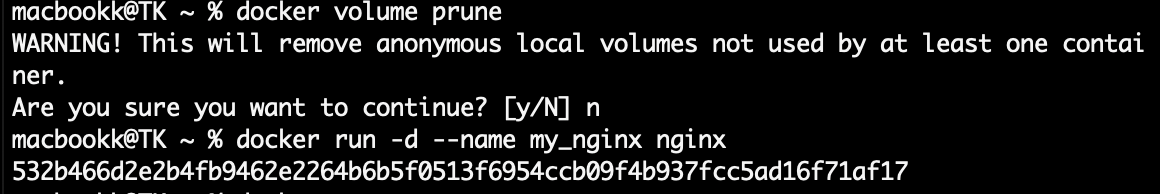 macbookk@TK ~ % docker volume prune
WARNING! This will remove anonymous local volumes not used by at least one contai
ner.
Are you sure you want to continue? [y/N] n
macbookk@TK ~ % docker run -d --name my_nginx nginx
532b466d2e2b4fb9462e2264b6b5f0513f6954ccb09f4b937fcc5ad16f71af17